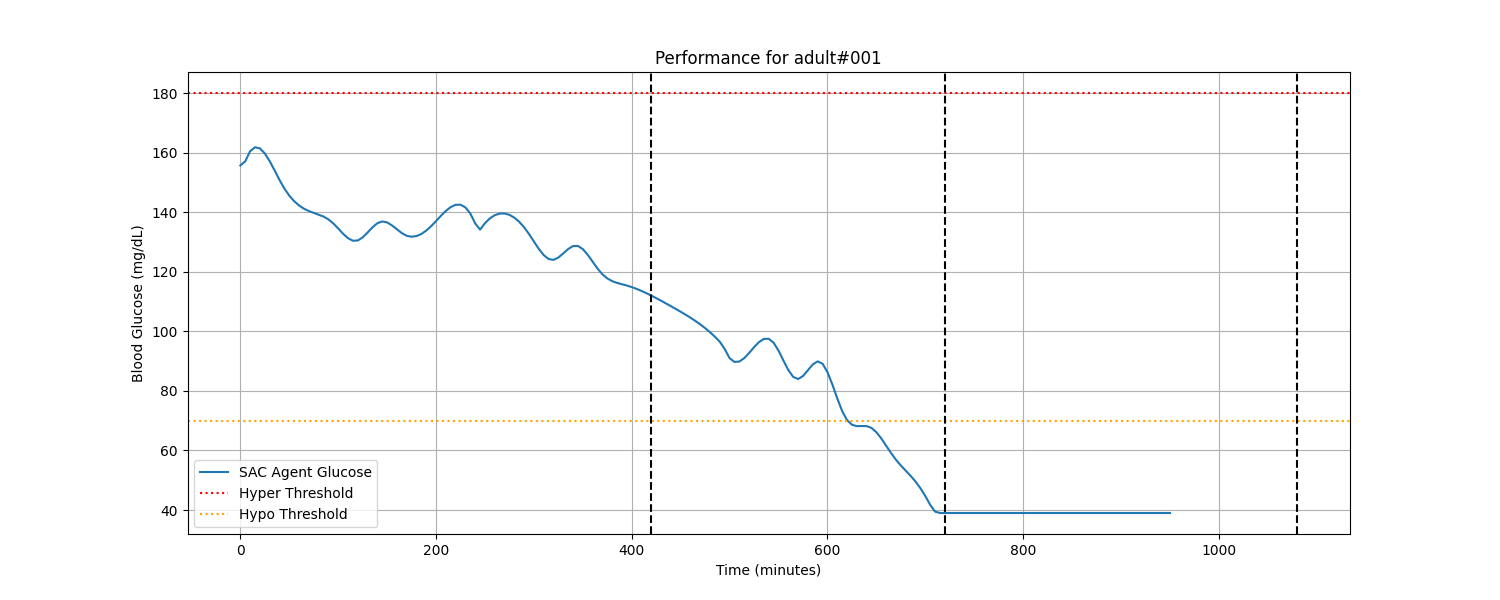 Performance for adult#001
Blood Glucose (mg/dL)
180
160
140
120
100
80
60
40
SAC Agent Glucose
Hyper Threshold
Hypo Threshold
0 200 400 600 800 1000
Time (minutes)